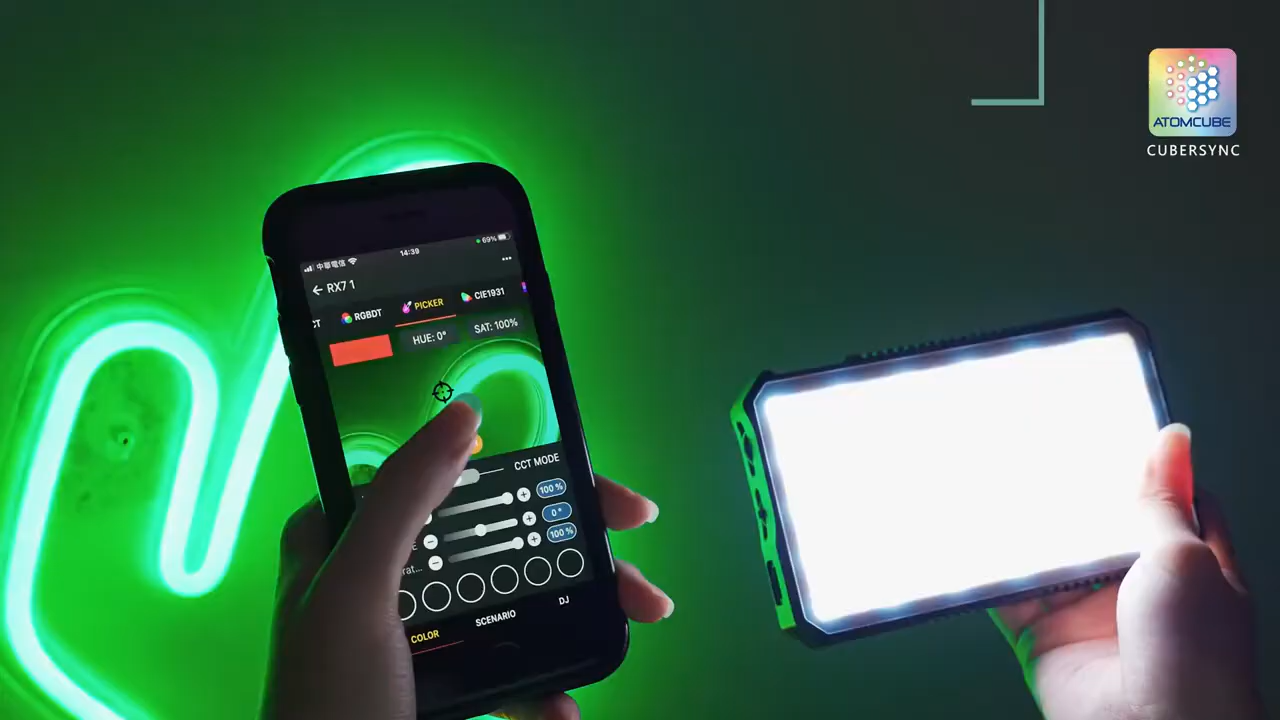 ATOMCUBE
CUBERSYNC
中華電信 14:39 69%
← RX7 1 ...
CT RGBDT PICKER CIE1931
HUE: 0° SAT: 100%
CCT MODE
100 %
0 °
100 %
rat...
COLOR SCENARIO DJ